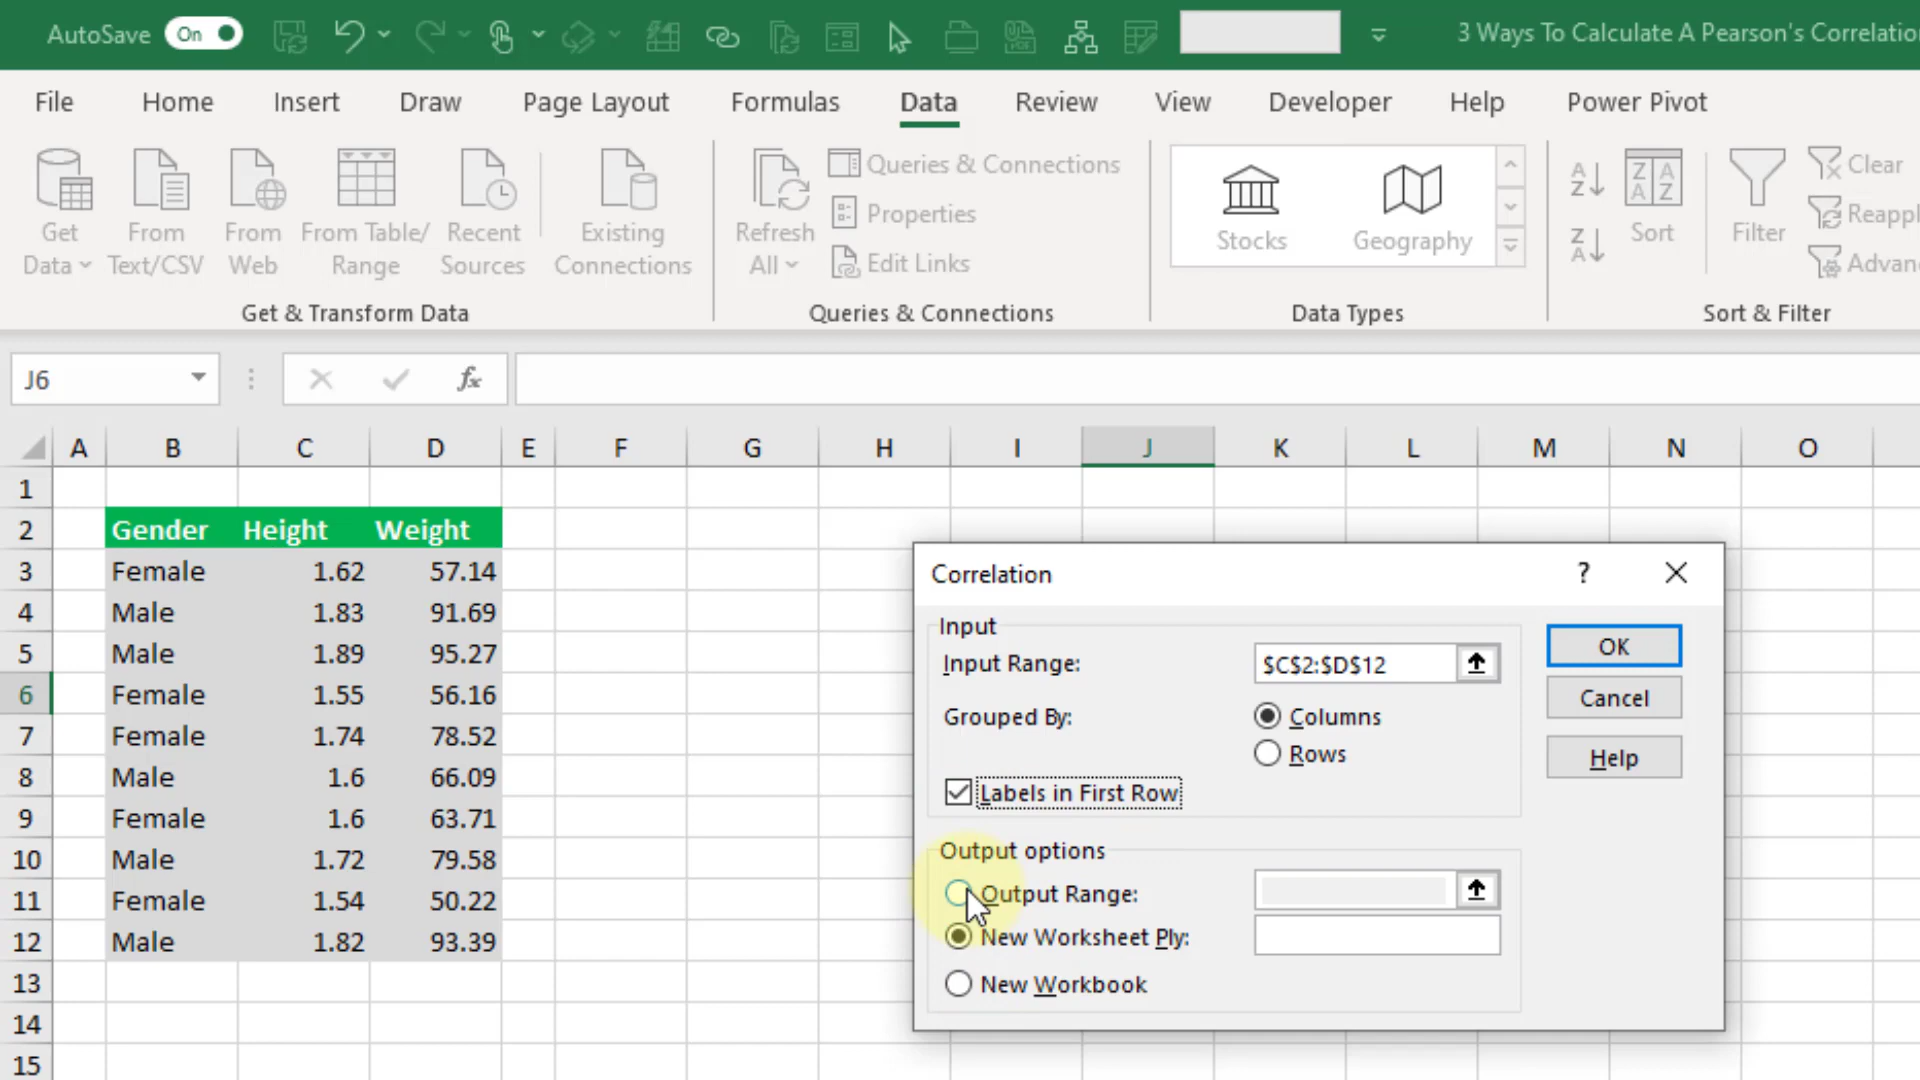 AutoSave On 3 Ways To Calculate A Pearson's Correlatio
File Home Insert Draw Page Layout Formulas Data Review View Developer Help Power Pivot
Get Data
From Text/CSV
From Web
From Table/ Range
Recent Sources
Existing Connections
Get & Transform Data
Refresh All
Queries & Connections
Properties
Edit Links
Queries & Connections
Stocks
Geography
Data Types
A Z
Z A
Z A A Z
Sort
Filter
Clear
Reappl
Advan
Sort & Filter
J6 fx
A B C D E F G H I J K L M N O
1
2 Gender Height Weight
3 Female 1.62 57.14
4 Male 1.83 91.69
5 Male 1.89 95.27
6 Female 1.55 56.16
7 Female 1.74 78.52
8 Male 1.6 66.09
9 Female 1.6 63.71
10 Male 1.72 79.58
11 Female 1.54 50.22
12 Male 1.82 93.39
13
14
15
Correlation ?
Input
Input Range: $C$2:$D$12
Grouped By: Columns
Rows
Labels in First Row
OK
Cancel
Help
Output options
Output Range:
New Worksheet Ply:
New Workbook